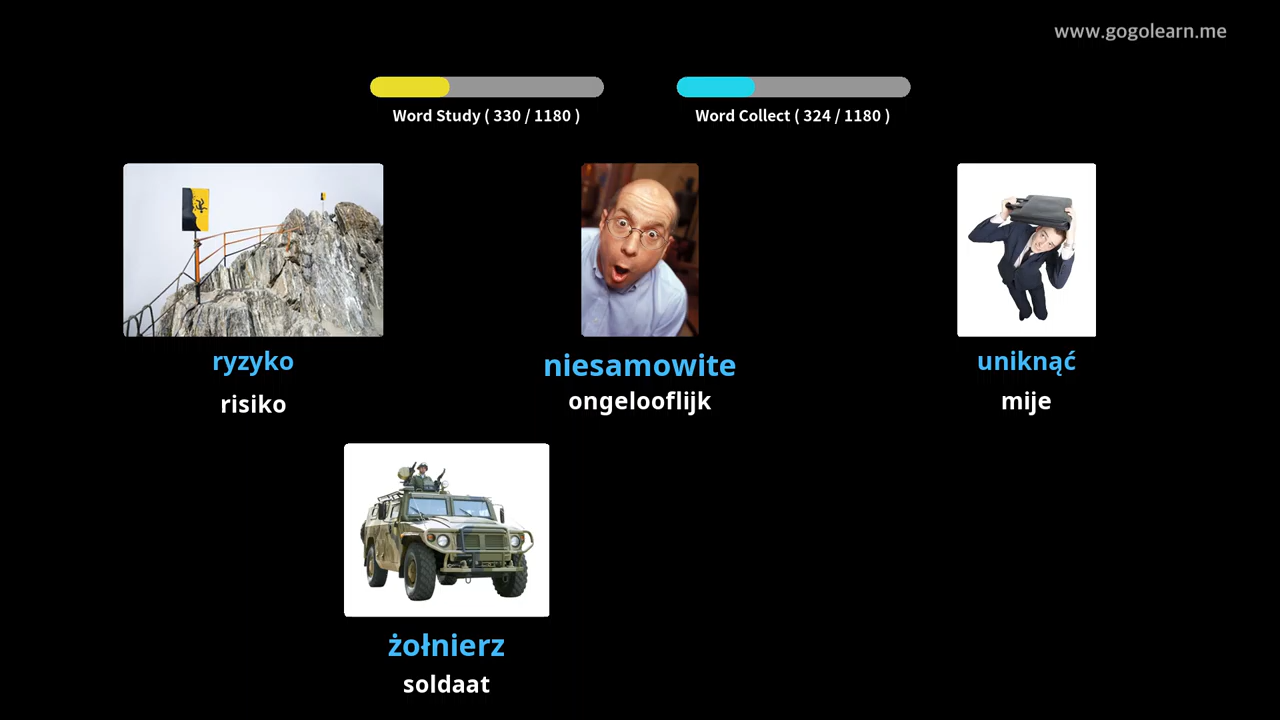 www.gogolearn.me
Word Study ( 330 / 1180 )
Word Collect ( 324 / 1180 )
ryzyko
risiko
niesamowite
ongelooflijk
uniknąć
mije
żołnierz
soldaat